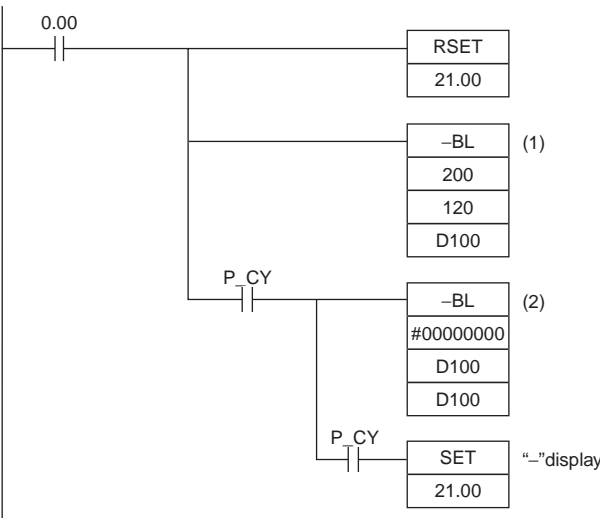 0.00
RSET
21.00
–BL (1)
200
120
D100
P_CY
–BL (2)
#00000000
D100
D100
P_CY
SET "–"display
21.00